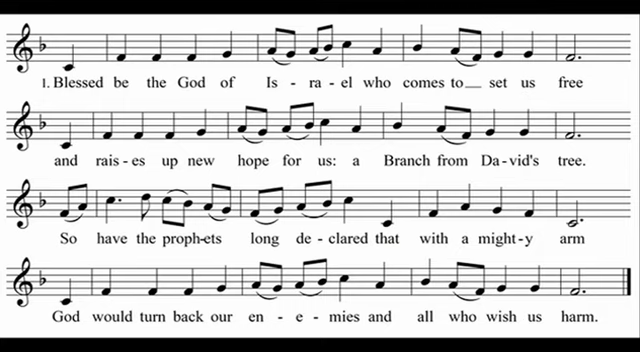 1. Blessed be the God of Is - ra - el who comes to__ set us free
and rais - es up new hope for us: a Branch from Da - vid's tree.
So have the proph - ets long de - clared that with a might - y arm
God would turn back our en - e - mies and all who wish us harm.